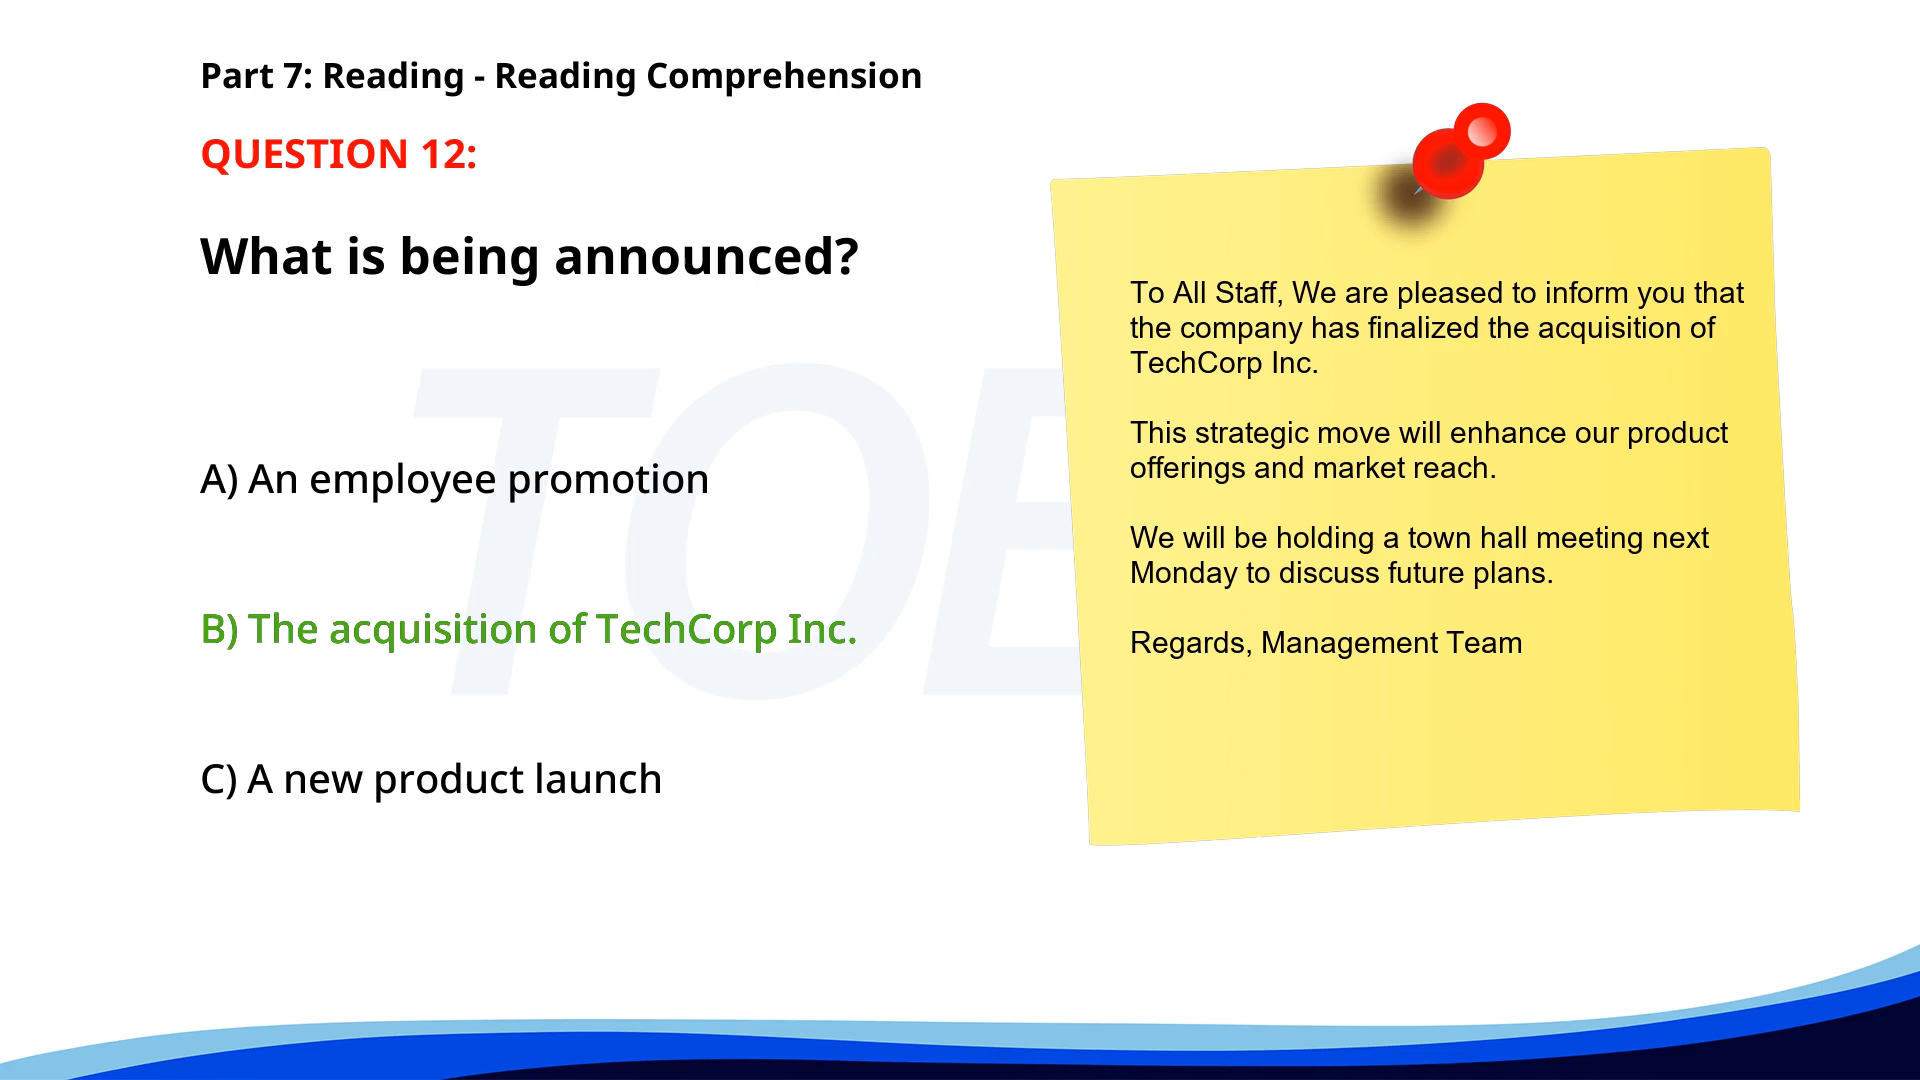 Part 7: Reading - Reading Comprehension
QUESTION 12:
What is being announced?
A) An employee promotion
B) The acquisition of TechCorp Inc.
C) A new product launch
To All Staff, We are pleased to inform you that
the company has finalized the acquisition of
TechCorp Inc.
This strategic move will enhance our product
offerings and market reach.
We will be holding a town hall meeting next
Monday to discuss future plans.
Regards, Management Team
TOE